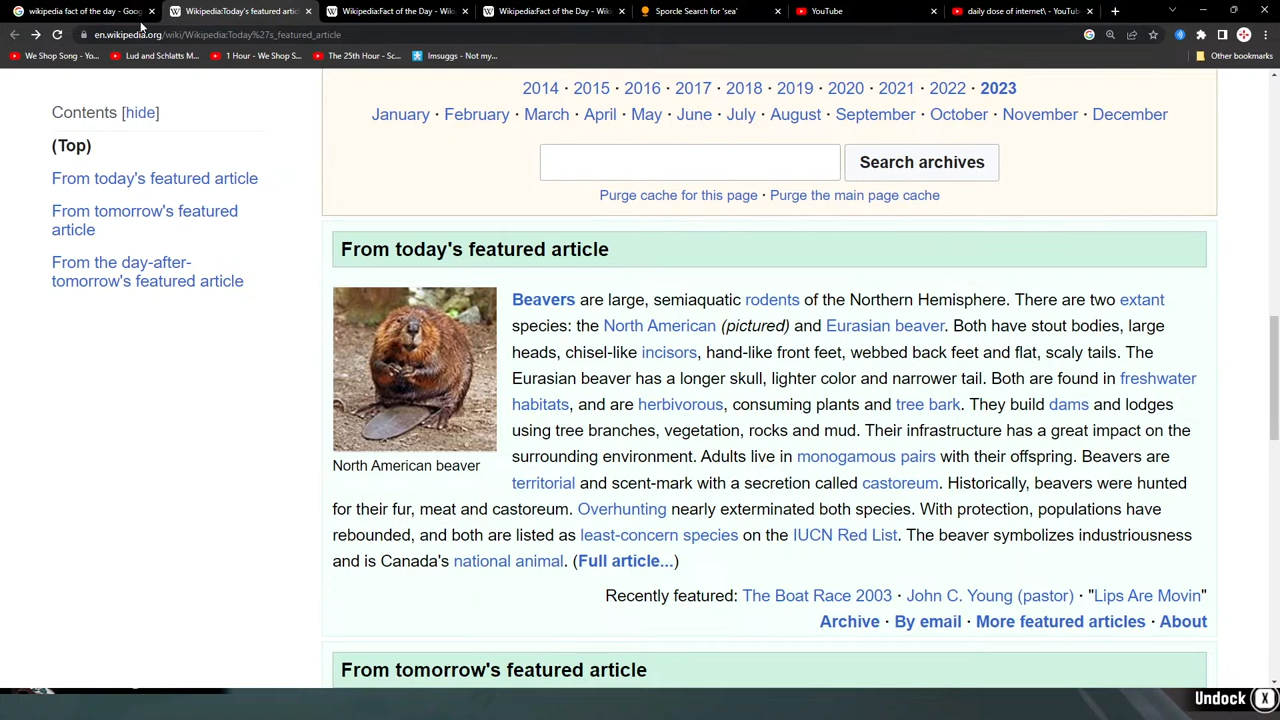 wikipedia fact of the day - Goog
Wikipedia:Today's featured artic
Wikipedia:Fact of the Day - Wiki
Wikipedia:Fact of the Day - Wiki
Sporcle Search for 'sea'
YouTube
daily dose of internet\ - YouTub
en.wikipedia.org/wiki/Wikipedia:Today%27s_featured_article
We Shop Song - Yo...
Lud and Schlatts M...
1 Hour - We Shop S...
The 25th Hour - Sc...
Imsuggs - Not my...
Other bookmarks
Contents [hide]
(Top)
From today's featured article
From tomorrow's featured
article
From the day-after-
tomorrow's featured article
2014 · 2015 · 2016 · 2017 · 2018 · 2019 · 2020 · 2021 · 2022 · 2023
January · February · March · April · May · June · July · August · September · October · November · December
Search archives
Purge cache for this page · Purge the main page cache
From today's featured article
North American beaver
Beavers are large, semiaquatic rodents of the Northern Hemisphere. There are two extant
species: the North American (pictured) and Eurasian beaver. Both have stout bodies, large
heads, chisel-like incisors, hand-like front feet, webbed back feet and flat, scaly tails. The
Eurasian beaver has a longer skull, lighter color and narrower tail. Both are found in freshwater
habitats, and are herbivorous, consuming plants and tree bark. They build dams and lodges
using tree branches, vegetation, rocks and mud. Their infrastructure has a great impact on the
surrounding environment. Adults live in monogamous pairs with their offspring. Beavers are
territorial and scent-mark with a secretion called castoreum. Historically, beavers were hunted
for their fur, meat and castoreum. Overhunting nearly exterminated both species. With protection, populations have
rebounded, and both are listed as least-concern species on the IUCN Red List. The beaver symbolizes industriousness
and is Canada's national animal. (Full article...)
Recently featured: The Boat Race 2003 · John C. Young (pastor) · "Lips Are Movin"
Archive · By email · More featured articles · About
From tomorrow's featured article
Undock X